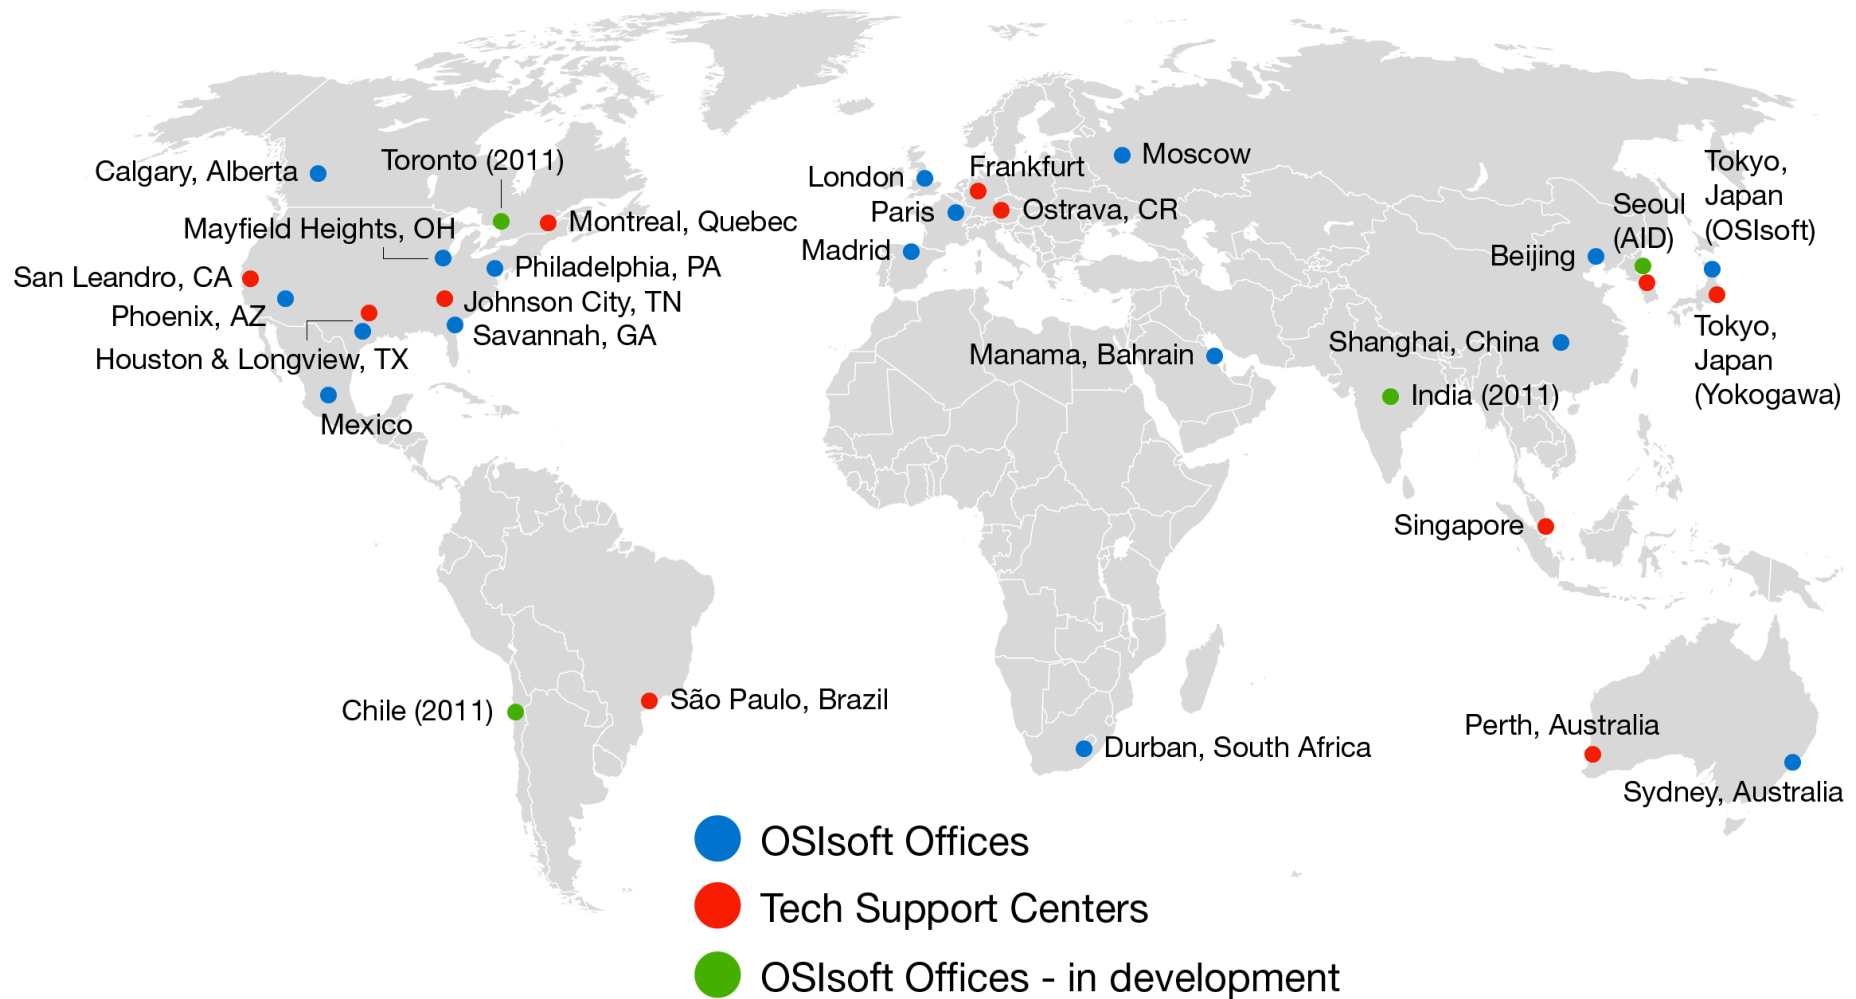 Calgary, Alberta
Toronto (2011)
Mayfield Heights, OH
Montreal, Quebec
San Leandro, CA
Philadelphia, PA
Phoenix, AZ
Johnson City, TN
Savannah, GA
Houston & Longview, TX
Mexico
London
Frankfurt
Moscow
Paris
Ostrava, CR
Madrid
Manama, Bahrain
Beijing
Seoul
(AID)
Tokyo,
Japan
(OSIsoft)
Tokyo,
Japan
(Yokogawa)
Shanghai, China
India (2011)
Singapore
Chile (2011)
São Paulo, Brazil
Durban, South Africa
Perth, Australia
Sydney, Australia
OSIsoft Offices
Tech Support Centers
OSIsoft Offices - in development